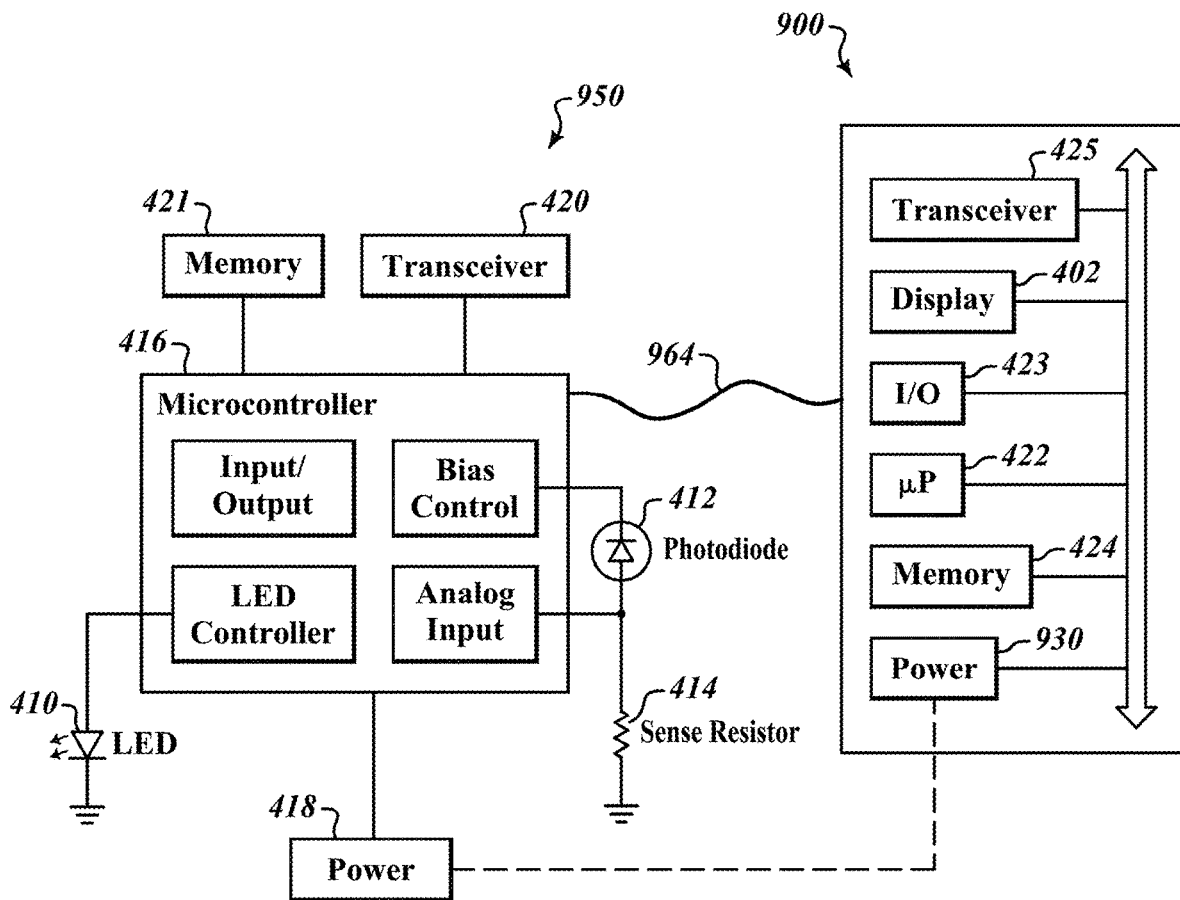 900
950
425
Transceiver
421
Memory
420
Transceiver
402
Display
416
964
423
I/O
Microcontroller
Input/
Output
Bias
Control
422
μP
412
Photodiode
424
Memory
LED
Controller
Analog
Input
930
Power
410
LED
414
Sense Resistor
418
Power